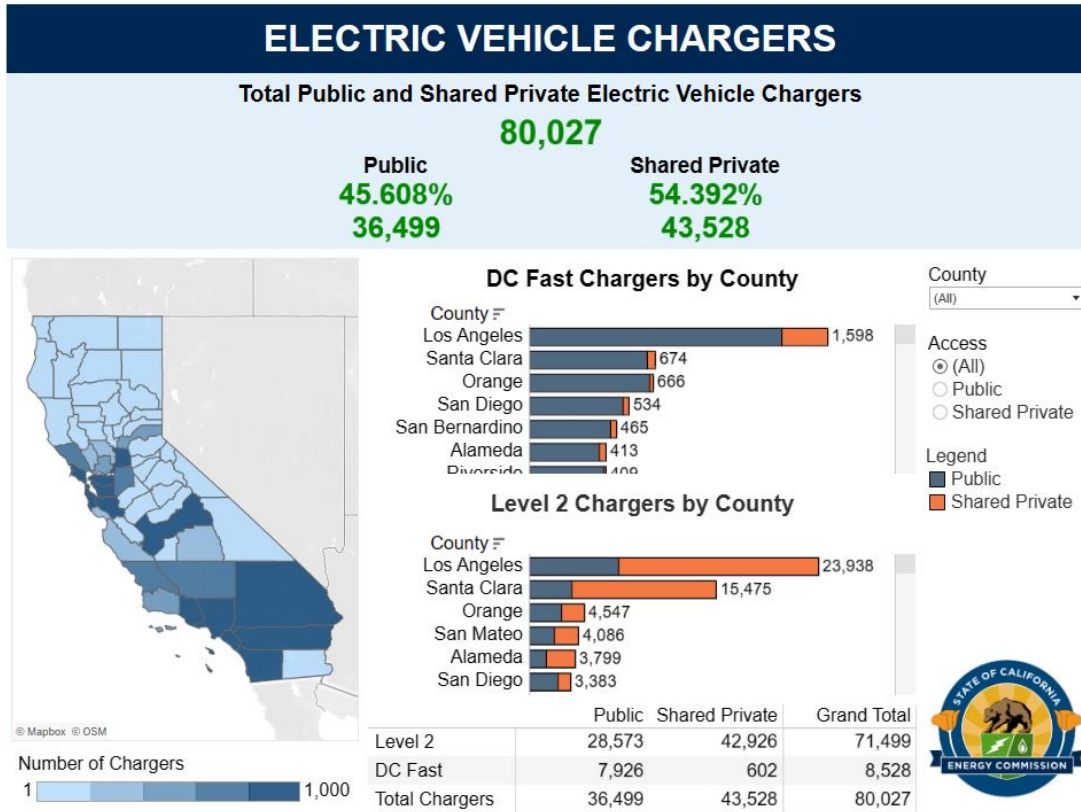 ELECTRIC VEHICLE CHARGERS
Total Public and Shared Private Electric Vehicle Chargers
80,027
Public Shared Private
45.608% 54.392%
36,499 43,528
© Mapbox © OSM
Number of Chargers
1 1,000
DC Fast Chargers by County
County
Los Angeles 1,598
Santa Clara 674
Orange 666
San Diego 534
San Bernardino 465
Alameda 413
Riverside 409
Level 2 Chargers by County
County
Los Angeles 23,938
Santa Clara 15,475
Orange 4,547
San Mateo 4,086
Alameda 3,799
San Diego 3,383
Public Shared Private Grand Total
Level 2 28,573 42,926 71,499
DC Fast 7,926 602 8,528
Total Chargers 36,499 43,528 80,027
County
(All)
Access
(All)
Public
Shared Private
Legend
Public
Shared Private
STATE OF CALIFORNIA
ENERGY COMMISSION